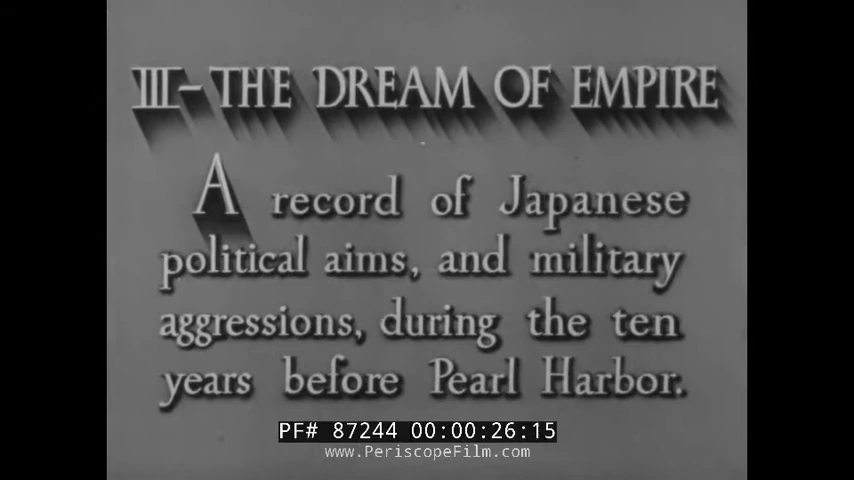 III-THE DREAM OF EMPIRE
A record of Japanese
political aims, and military
aggressions, during the ten
years before Pearl Harbor.
PF# 87244 00:00:26:15
www.PeriscopeFilm.com